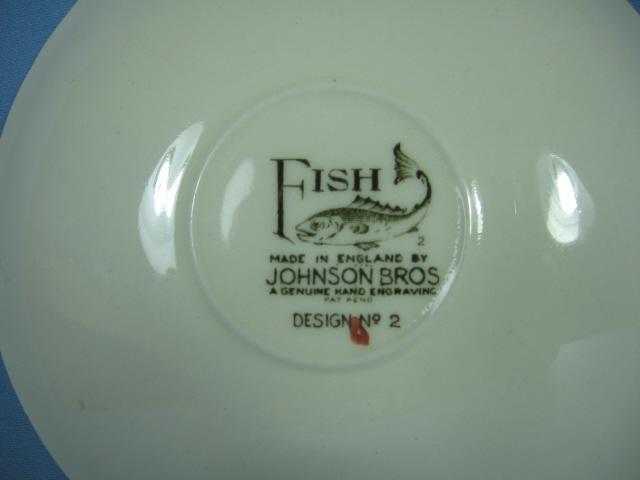 FISH
2
MADE IN ENGLAND BY
JOHNSON BROS
A GENUINE HAND ENGRAVING
PAT PEND
DESIGN Nº 2